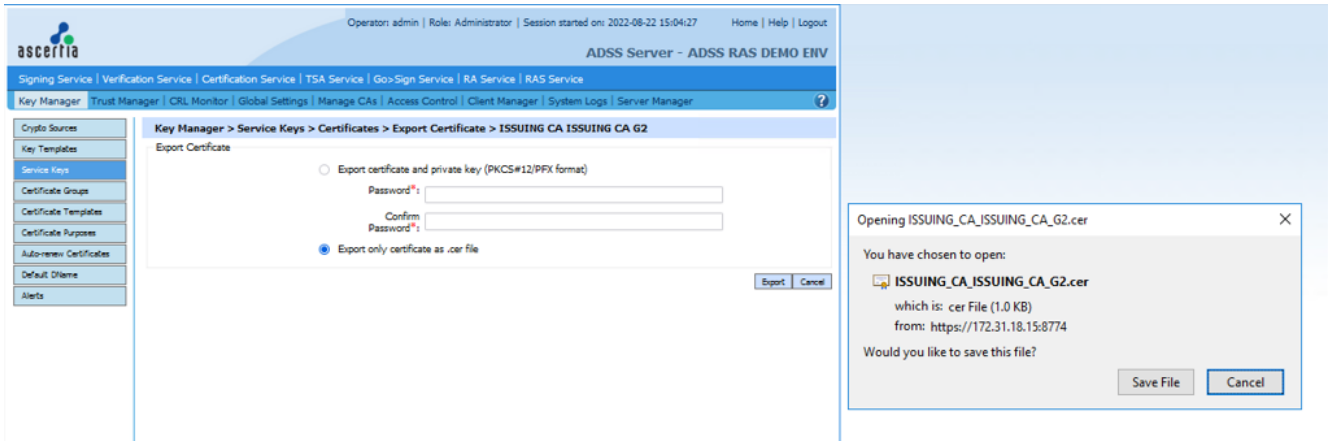 Operator: admin | Role: Administrator | Session started on: 2022-08-22 15:04:27 Home | Help | Logout
ascertia
ADSS Server - ADSS RAS DEMO ENV
Signing Service | Verification Service | Certification Service | TSA Service | Go>Sign Service | RA Service | RAS Service
Key Manager Trust Manager | CRL Monitor | Global Settings | Manage CAs | Access Control | Client Manager | System Logs | Server Manager ?
Crypto Sources
Key Templates
Service Keys
Certificate Groups
Certificate Templates
Certificate Purposes
Auto-renew Certificates
Default DName
Alerts
Key Manager > Service Keys > Certificates > Export Certificate > ISSUING CA ISSUING CA G2
Export Certificate
Export certificate and private key (PKCS#12/PFX format)
Password*:
Confirm
Password*:
Export only certificate as .cer file
Export Cancel
Opening ISSUING_CA_ISSUING_CA_G2.cer
You have chosen to open:
ISSUING_CA_ISSUING_CA_G2.cer
which is: cer File (1.0 KB)
from: https://172.31.18.15:8774
Would you like to save this file?
Save File Cancel